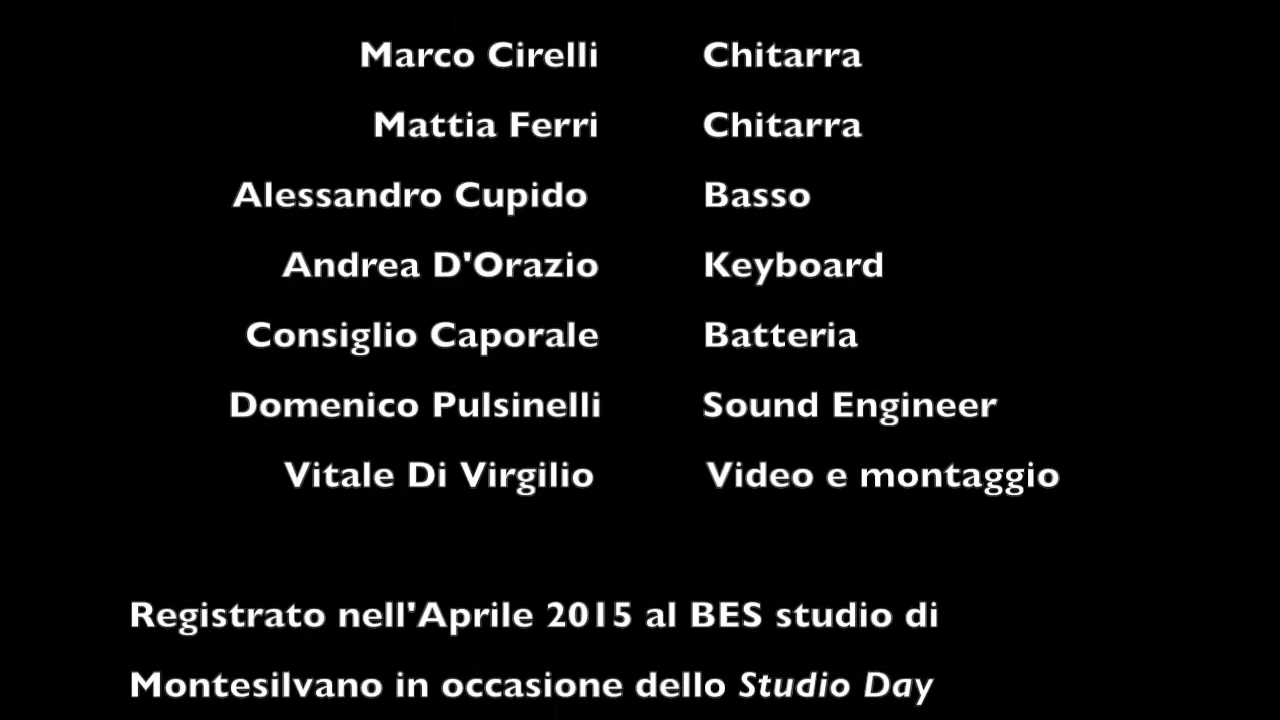 Marco Cirelli Chitarra
Mattia Ferri Chitarra
Alessandro Cupido Basso
Andrea D'Orazio Keyboard
Consiglio Caporale Batteria
Domenico Pulsinelli Sound Engineer
Vitale Di Virgilio Video e montaggio
Registrato nell'Aprile 2015 al BES studio di
Montesilvano in occasione dello Studio Day